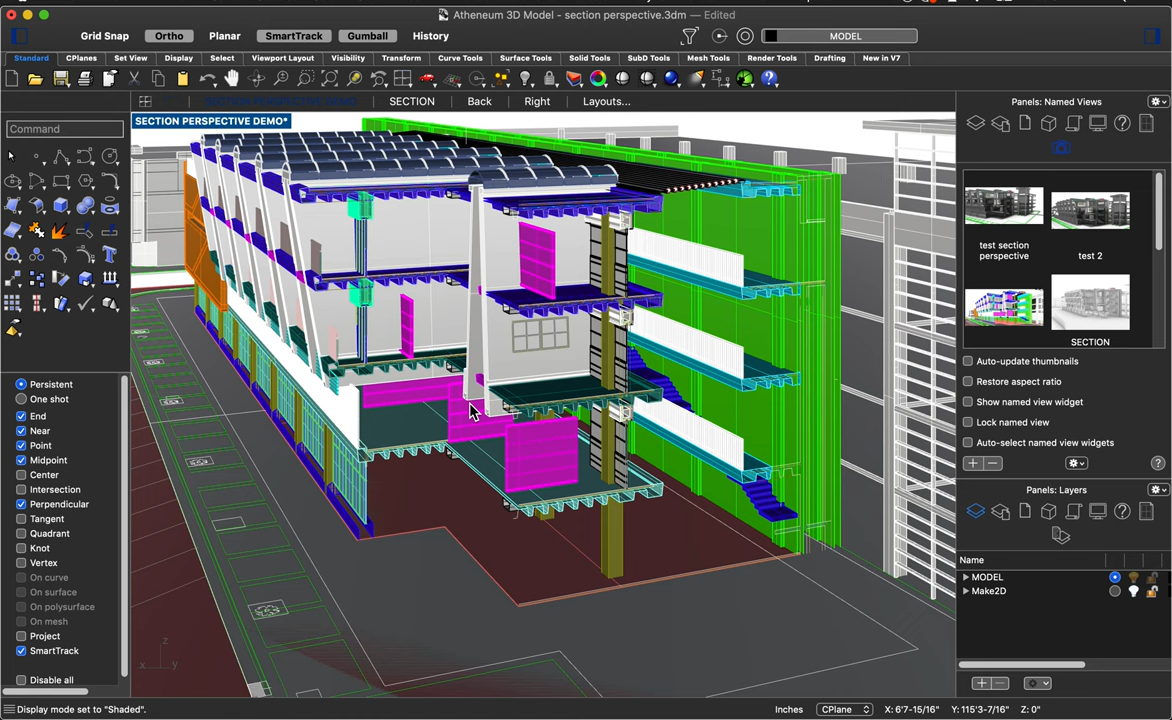 Atheneum 3D Model - section perspective.3dm — Edited
Grid Snap Ortho Planar SmartTrack Gumball History MODEL
Standard CPlanes Set View Display Select Viewport Layout Visibility Transform Curve Tools Surface Tools Solid Tools SubD Tools Mesh Tools Render Tools Drafting New in V7
SECTION PERSPECTIVE DEMO SECTION Back Right Layouts...
SECTION PERSPECTIVE DEMO*
Command
Persistent
One shot
End
Near
Point
Midpoint
Center
Intersection
Perpendicular
Tangent
Quadrant
Knot
Vertex
On curve
On surface
On polysurface
On mesh
Project
SmartTrack
Disable all
z
x y
Panels: Named Views
test section
perspective
test 2
SECTION
Auto-update thumbnails
Restore aspect ratio
Show named view widget
Lock named view
Auto-select named view widgets
Panels: Layers
Name
MODEL
Make2D
Display mode set to "Shaded".
Inches CPlane X: 6'7-15/16" Y: 115'3-7/16" Z: 0"